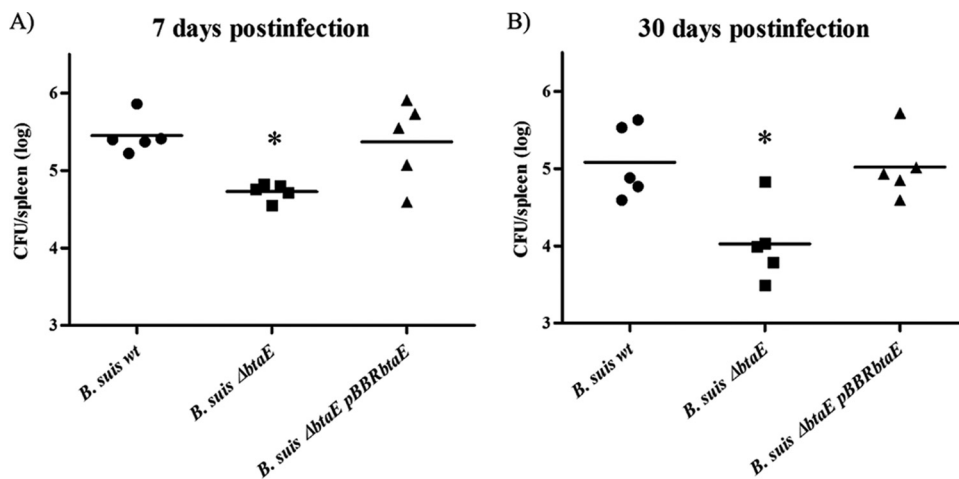 A) 7 days postinfection
CFU/spleen (log)
6
5
4
3
*
B. suis wt
B. suis ΔbtaE
B. suis ΔbtaE pBBRbtaE
B) 30 days postinfection
CFU/spleen (log)
6
5
4
3
*
B. suis wt
B. suis ΔbtaE
B. suis ΔbtaE pBBRbtaE